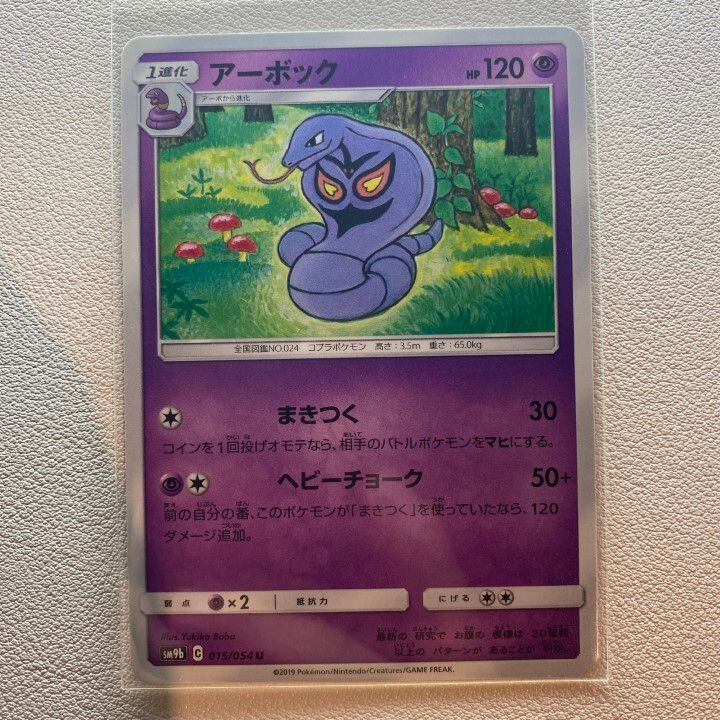 1進化 アーボック HP 120
アーボから進化
全国図鑑NO.024 コブラポケモン 高さ:3.5m 重さ:65.0kg
まきつく 30
コインを1回投げオモテなら、相手のバトルポケモンをマヒにする。
ヘビーチョーク 50+
前の自分の番、このポケモンが「まきつく」を使っていたなら、120
ダメージ追加。
弱点 ×2 抵抗力 にげる
Illus.Yukiko Baba
最新の 研究で お腹の 模様は 20種類
以上の パターンが あることが 判明。
SM9b C 015/054 U
©2019 Pokémon/Nintendo/Creatures/GAME FREAK.